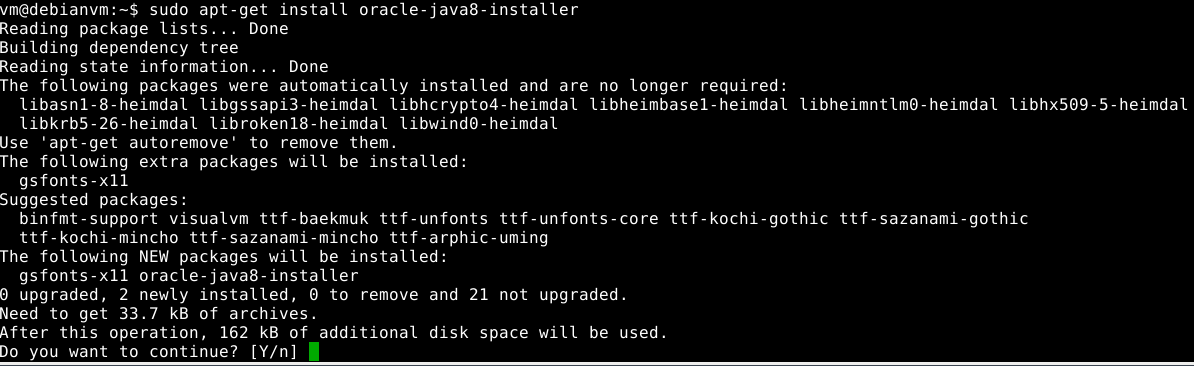 vm@debianvm:~$ sudo apt-get install oracle-java8-installer
Reading package lists... Done
Building dependency tree
Reading state information... Done
The following packages were automatically installed and are no longer required:
  libasn1-8-heimdal libgssapi3-heimdal libhcrypto4-heimdal libheimbase1-heimdal libheimntlm0-heimdal libhx509-5-heimdal
  libkrb5-26-heimdal libroken18-heimdal libwind0-heimdal
Use 'apt-get autoremove' to remove them.
The following extra packages will be installed:
  gsfonts-x11
Suggested packages:
  binfmt-support visualvm ttf-baekmuk ttf-unfonts ttf-unfonts-core ttf-kochi-gothic ttf-sazanami-gothic
  ttf-kochi-mincho ttf-sazanami-mincho ttf-arphic-uming
The following NEW packages will be installed:
  gsfonts-x11 oracle-java8-installer
0 upgraded, 2 newly installed, 0 to remove and 21 not upgraded.
Need to get 33.7 kB of archives.
After this operation, 162 kB of additional disk space will be used.
Do you want to continue? [Y/n]